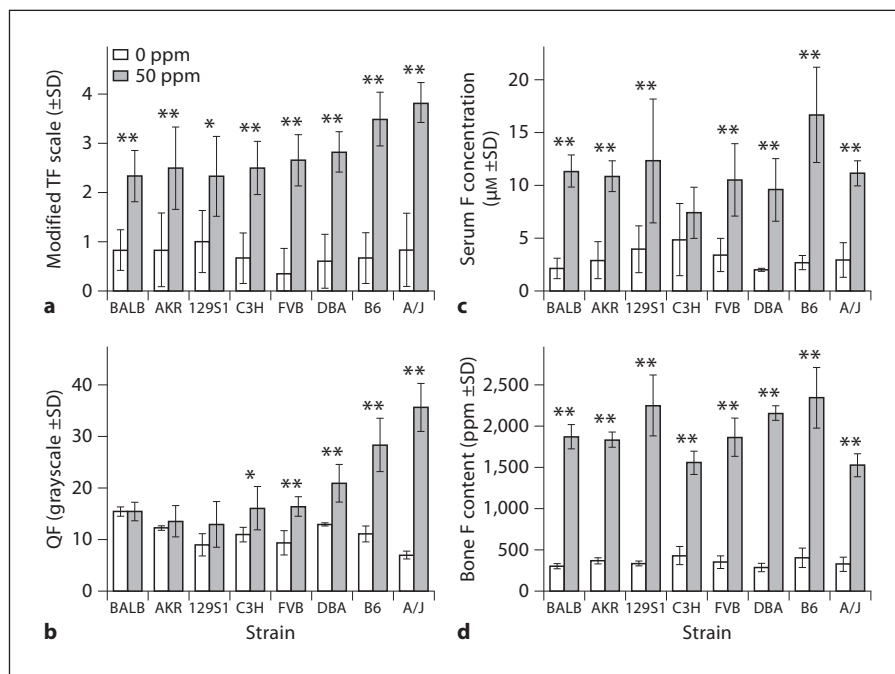 0 ppm
50 ppm
Modified TF scale (±SD)
4
3
2
1
0
** ** * ** ** ** ** **
BALB AKR 129S1 C3H FVB DBA B6 A/J
a
Serum F concentration
(µM ±SD)
20
15
10
5
0
** ** ** ** ** ** **
BALB AKR 129S1 C3H FVB DBA B6 A/J
c
QF (grayscale ±SD)
40
30
20
10
0
* ** ** ** **
BALB AKR 129S1 C3H FVB DBA B6 A/J
b
Strain
Bone F content (ppm ±SD)
2,500
2,000
1,500
1,000
500
0
** ** ** ** ** ** ** **
BALB AKR 129S1 C3H FVB DBA B6 A/J
d
Strain